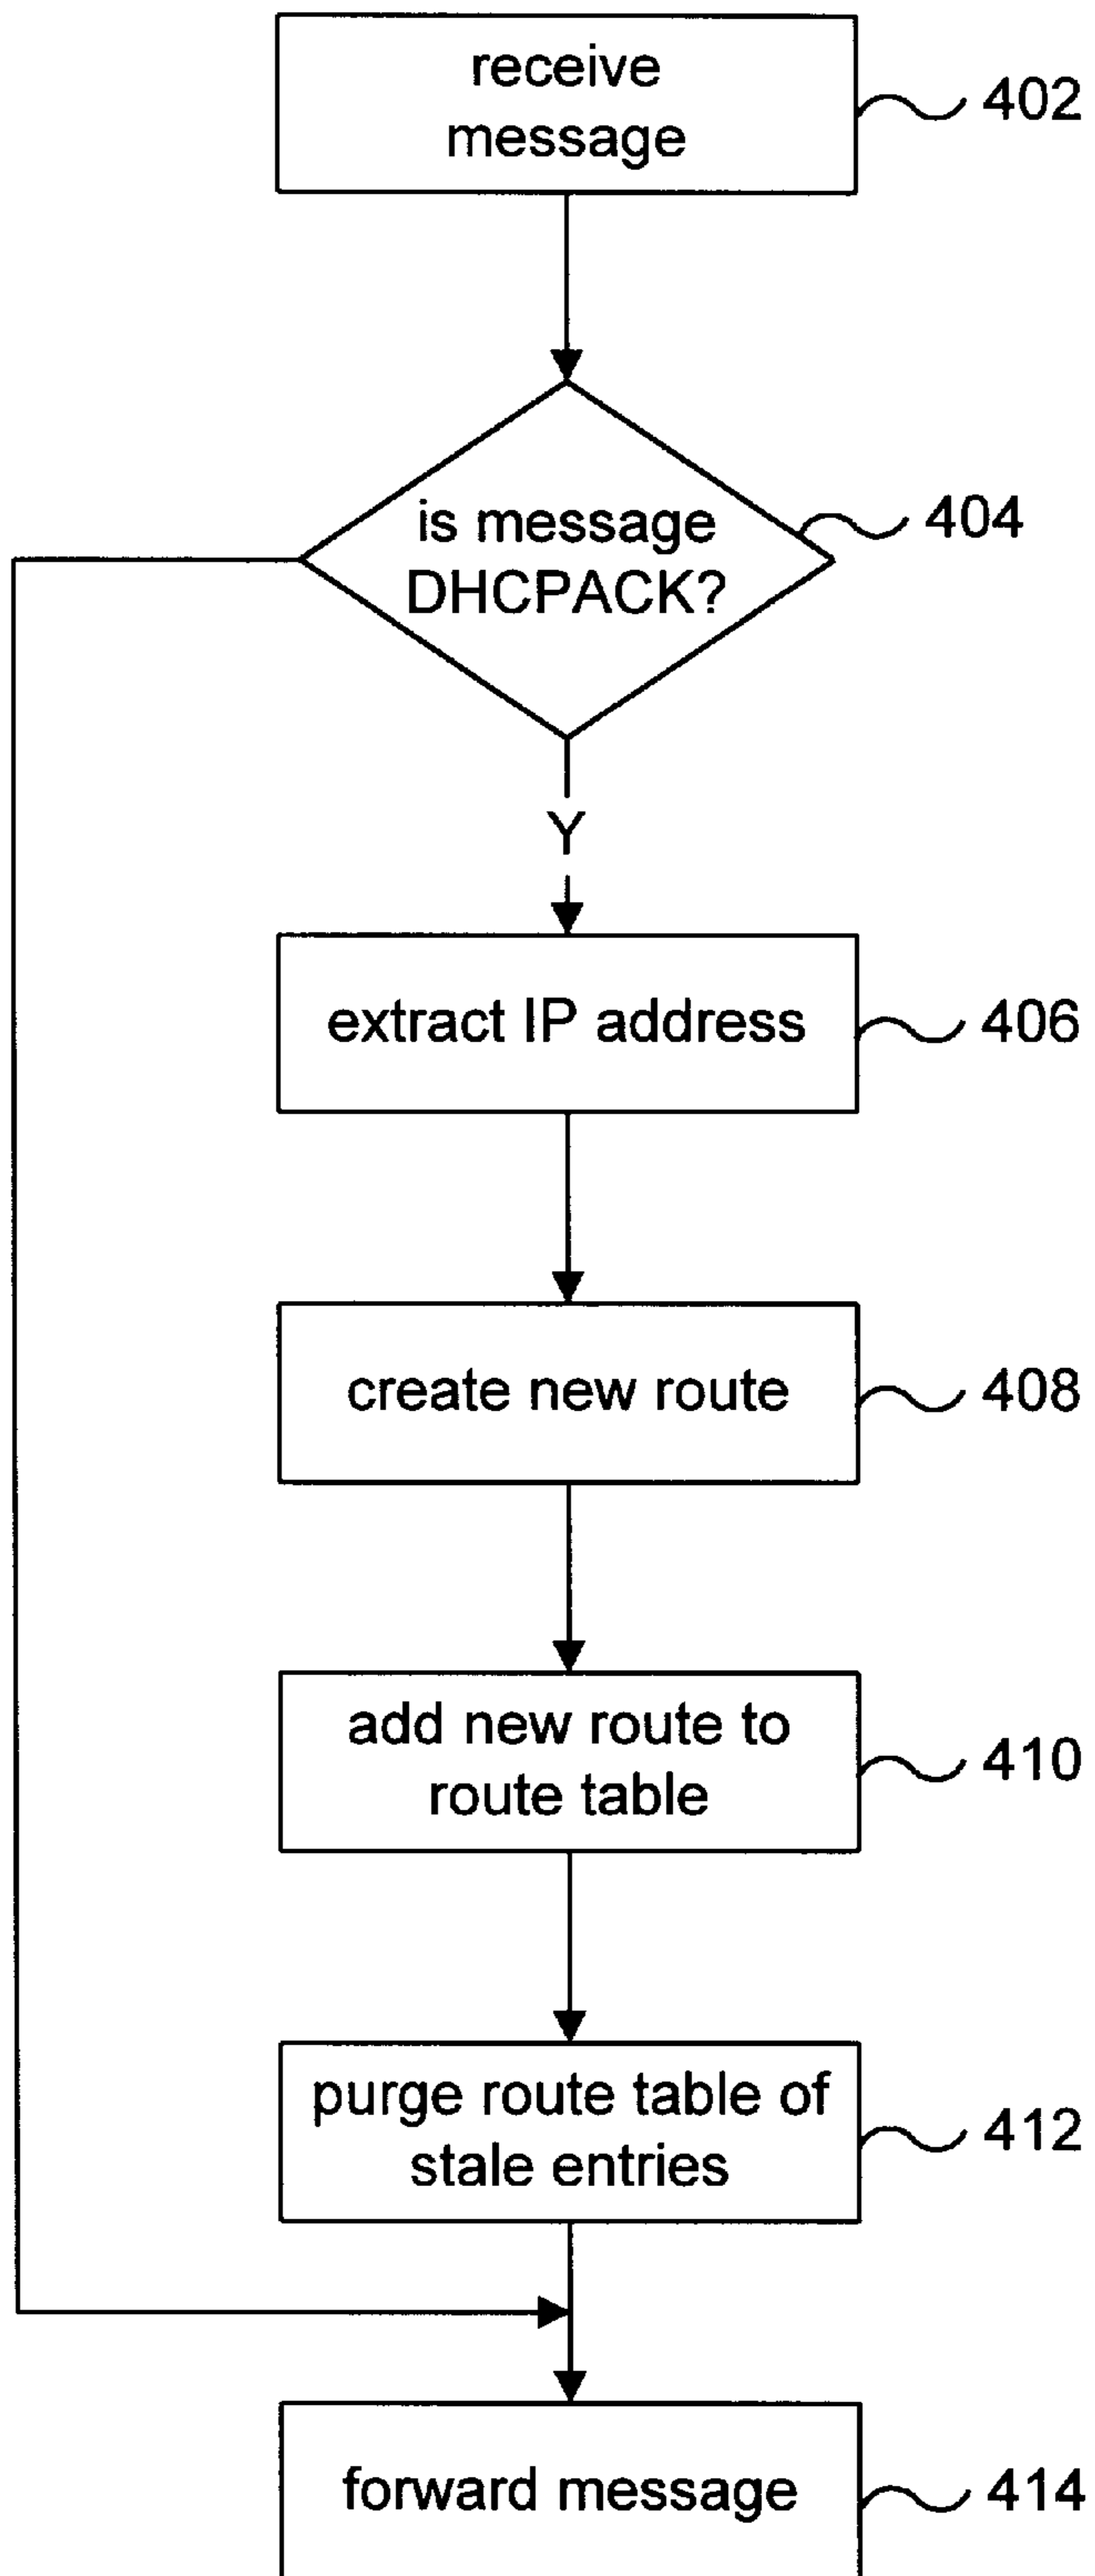 receive
message
402
is message
DHCPACK?
404
Y
extract IP address
406
create new route
408
add new route to
route table
410
purge route table of
stale entries
412
forward message
414